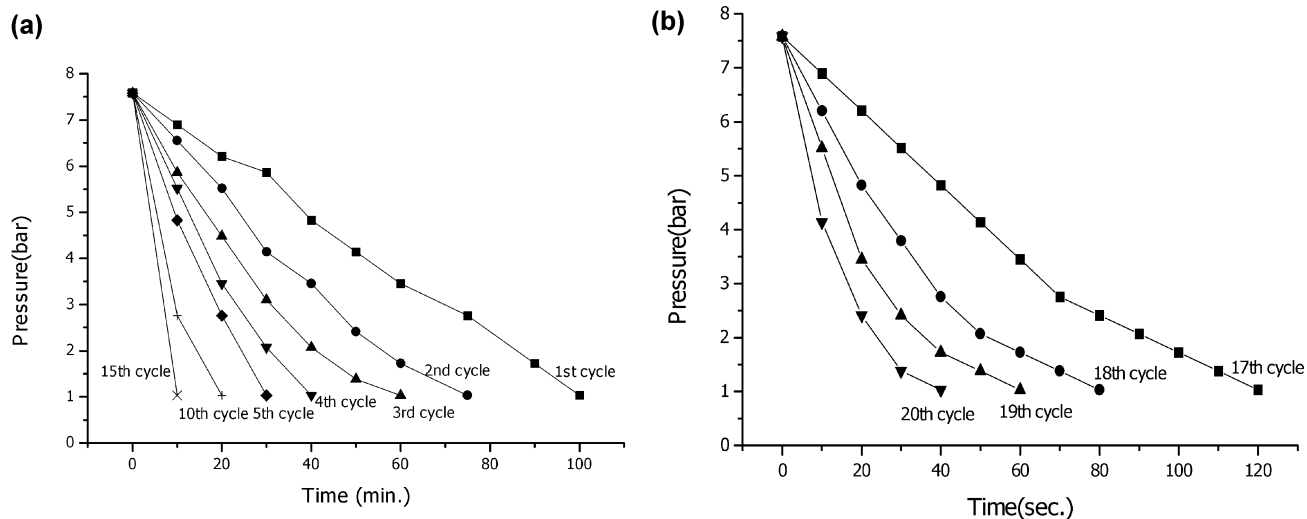 (a)
8
7
6
5
4
3
2
1
0
Pressure(bar)
15th cycle
10th cycle
5th cycle
4th cycle
3rd cycle
2nd cycle
1st cycle
0 20 40 60 80 100
Time (min.)
(b)
8
7
6
5
4
3
2
1
0
Pressure(bar)
20th cycle
19th cycle
18th cycle
17th cycle
0 20 40 60 80 100 120
Time(sec.)